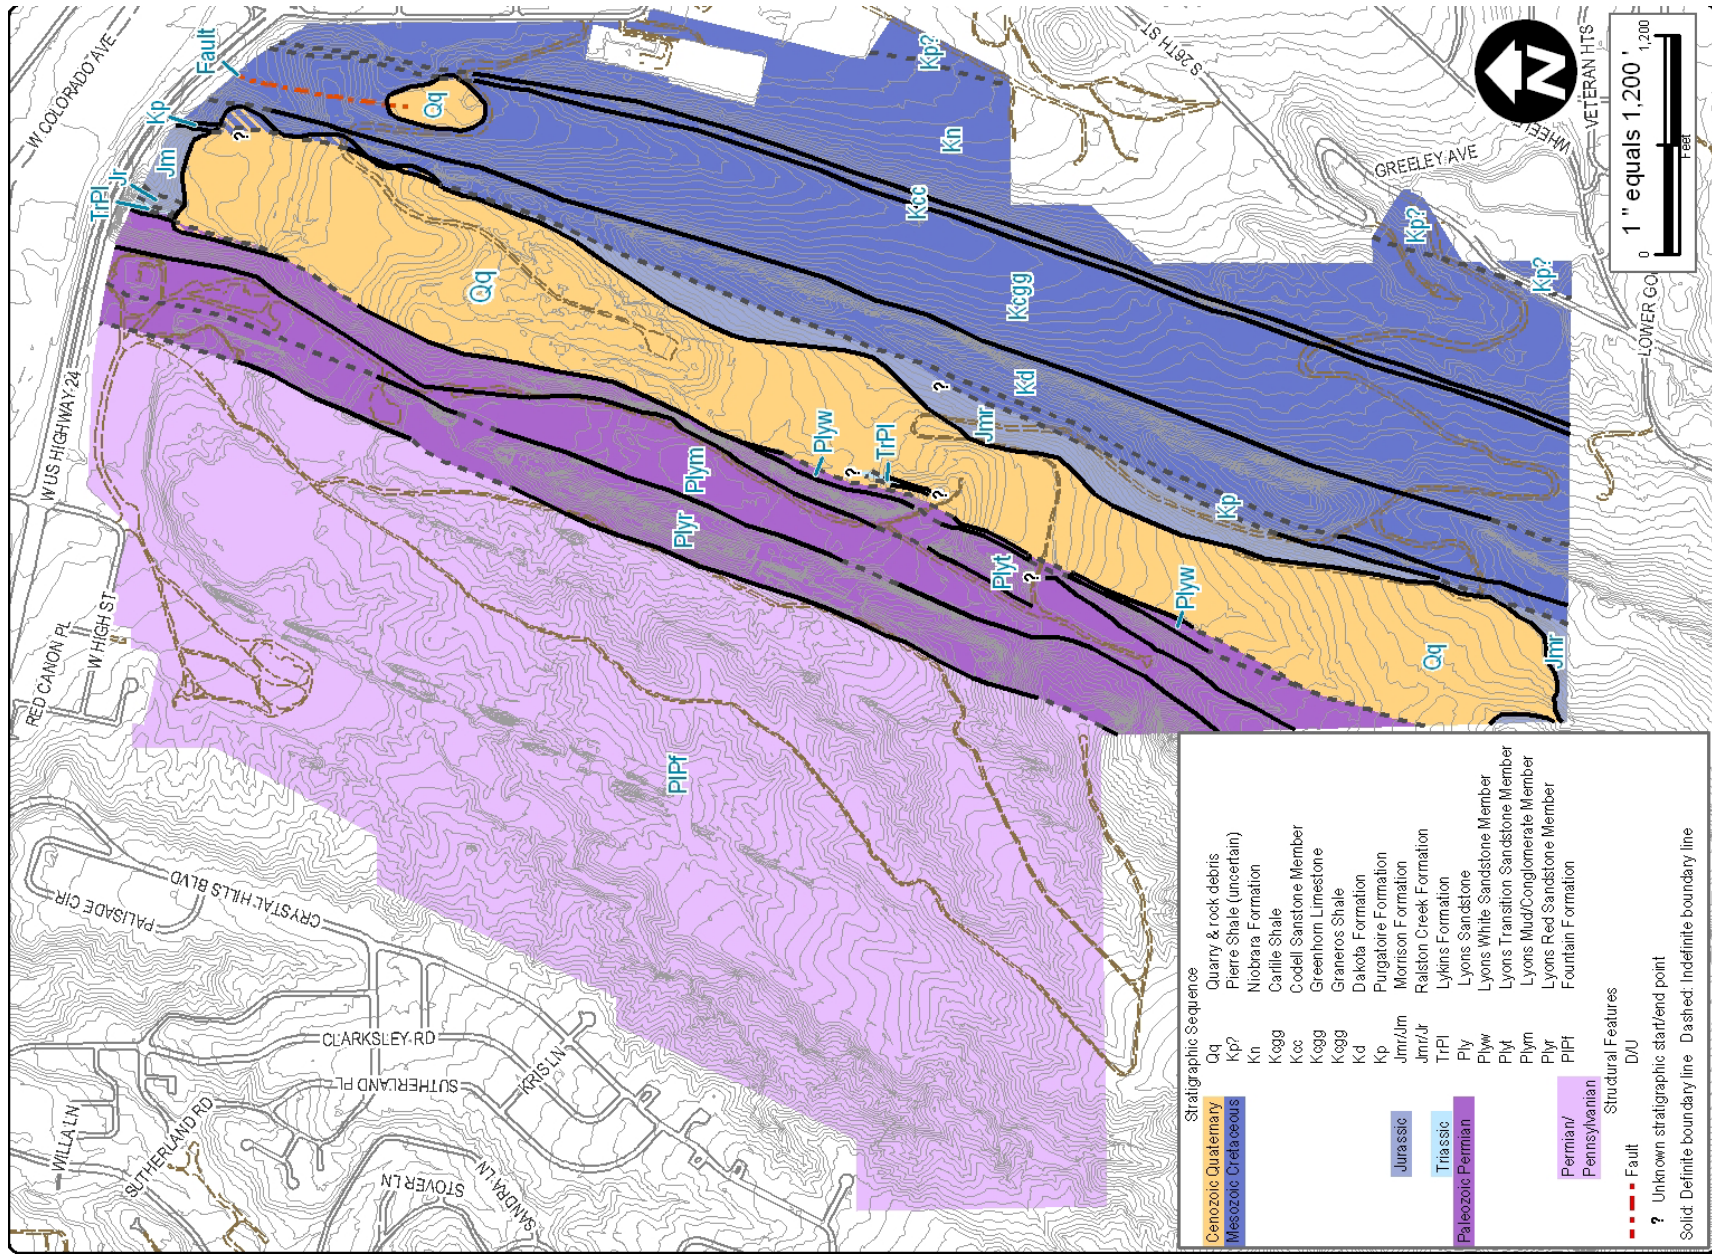 W COLORADO AVE
Fault
Kp
Jm
Jr
TrPl
?
Qq
Kp?
W US HIGHWAY 24
S 26TH ST
Kn
Kcc
Qq
Kcgg
Kd
?
Jmr
Plyw
TrPl
?
?
Plym
Plyr
Plyt
?
Kp
Plyw
Qq
Jmr
Kp?
Kp?
PIPf
RED CANON PL
W HIGH ST
PALISADE CIR
CRYSTAL HILLS BLVD
CLARKSLEY RD
SUTHERLAND PL
KRIS LN
WILLA LN
SUTHERLAND RD
STOVER LN
SANDRA LN
GREELEY AVE
WHEELE
VETERAN HTS
LOWER GO
N
1 " equals 1,200 '
0 1,200
Feet
Stratigraphic Sequence
Cenozoic Quaternary Qq Quarry & rock debris
Mesozoic Cretaceous Kp? Pierre Shale (uncertain)
Kn Niobrara Formation
Kcgg Carlile Shale
Kcc Codell Sanstone Member
Kcgg Greenhorn Limestone
Kcgg Graneros Shale
Kd Dakota Formation
Kp Purgatoire Formation
Jurassic Jmr/Jm Morrison Formation
Jmr/Jr Ralston Creek Formation
Triassic TrPl Lykins Formation
Paleozoic Permian Ply Lyons Sandstone
Plyw Lyons White Sandstone Member
Plyt Lyons Transition Sandstone Member
Plym Lyons Mud/Conglomerate Member
Plyr Lyons Red Sandstone Member
Permian/ PIPf Fountain Formation
Pennsylvanian
Structural Features
Fault D/U
? Unknown stratigraphic start/end point
Solid: Definite boundary line Dashed: Indefinite boundary line